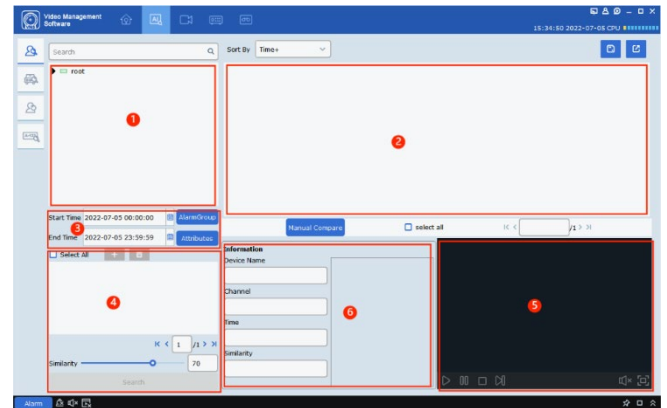 Video Management
Software
AI
15:34:50 2022-07-05 CPU
Search
Sort By Time↓
root
1
2
Start Time 2022-07-05 00:00:00 AlarmGroup
3
End Time 2022-07-05 23:59:59 Attributes
Manual Compare select all /1
Select All +
Information
Device Name
4
Channel
6
5
Time
1 /1
Similarity 70
Similarity
Search
Alarm